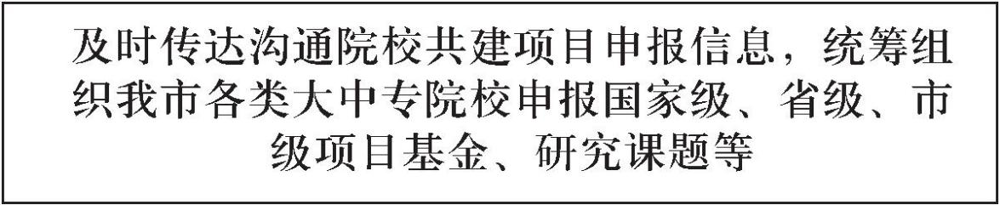 及时传达沟通院校共建项目申报信息，统筹组
织我市各类大中专院校申报国家级、省级、市
级项目基金、研究课题等